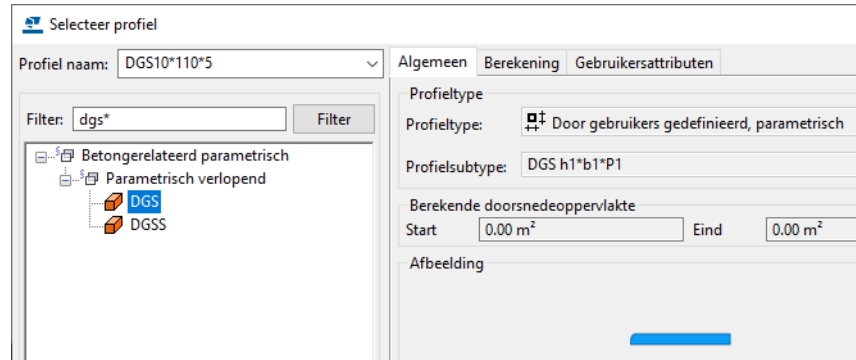 Selecteer profiel
Profiel naam: DGS10*110*5
Filter: dgs* Filter
Betongerelateerd parametrisch
Parametrisch verlopend
DGS
DGSS
Algemeen Berekening Gebruikersattributen
Profieltype
Profieltype: Door gebruikers gedefinieerd, parametrisch
Profielsubtype: DGS h1*b1*P1
Berekende doorsnedeoppervlakte
Start 0.00 m² Eind 0.00 m²
Afbeelding